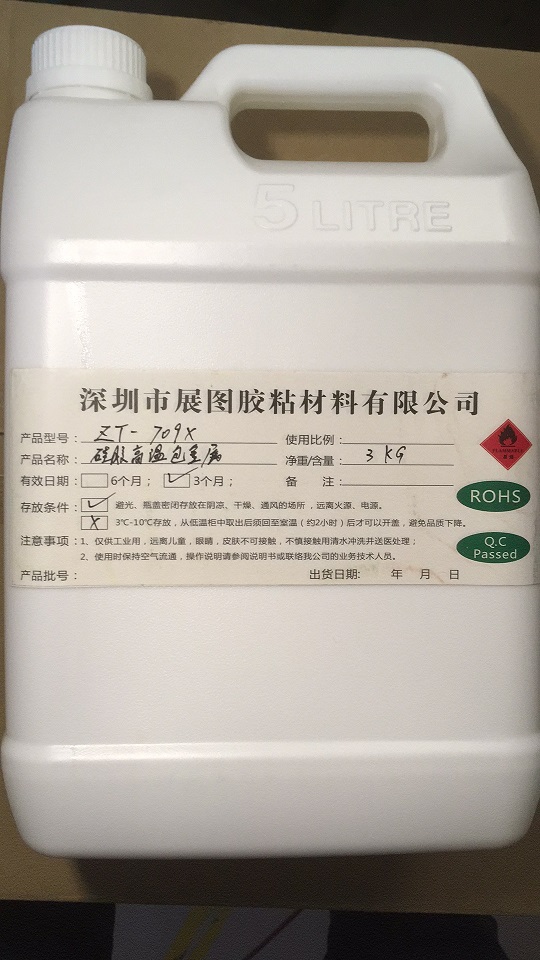 5 LITRE
深圳市展图胶粘材料有限公司
产品型号： ZT-709X 使用比例：
产品名称： 硅胶高温包金属 净重/含量： 3 KG
有效日期： 6个月； ✓ 3个月； 备 注：
FLAMMABLE
ROHS
存放条件： ✓ 避光、瓶盖密闭存放在阴凉、干燥、通风的场所，远离火源、电源。
X 3℃-10℃存放，从低温柜中取出后须回至室温（约2小时）后才可以开盖，避免品质下降。
注意事项：1、仅供工业用，远离儿童，眼睛，皮肤不可接触，不慎接触用清水冲洗并送医处理；
2、使用时保持空气流通，操作说明请参阅说明书或联络我公司的业务技术人员。
Q.C
Passed
产品批号： 出货日期： 年 月 日